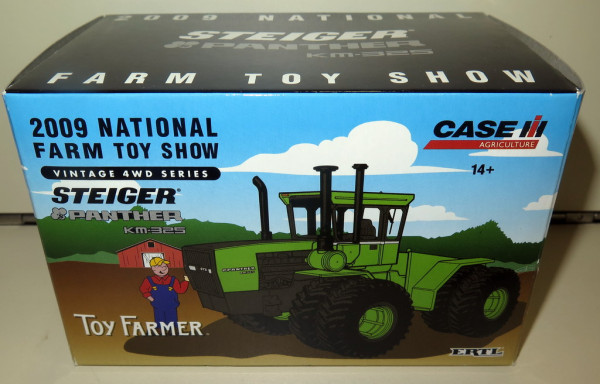 2009 NATIONAL
STEIGER®
PANTHER
KM-325
FARM TOY SHOW
2009 NATIONAL
FARM TOY SHOW
VINTAGE 4WD SERIES
STEIGER®
PANTHER
KM-325
CASE IH
AGRICULTURE
14+
PANTHER
TOY FARMER.
ERTL